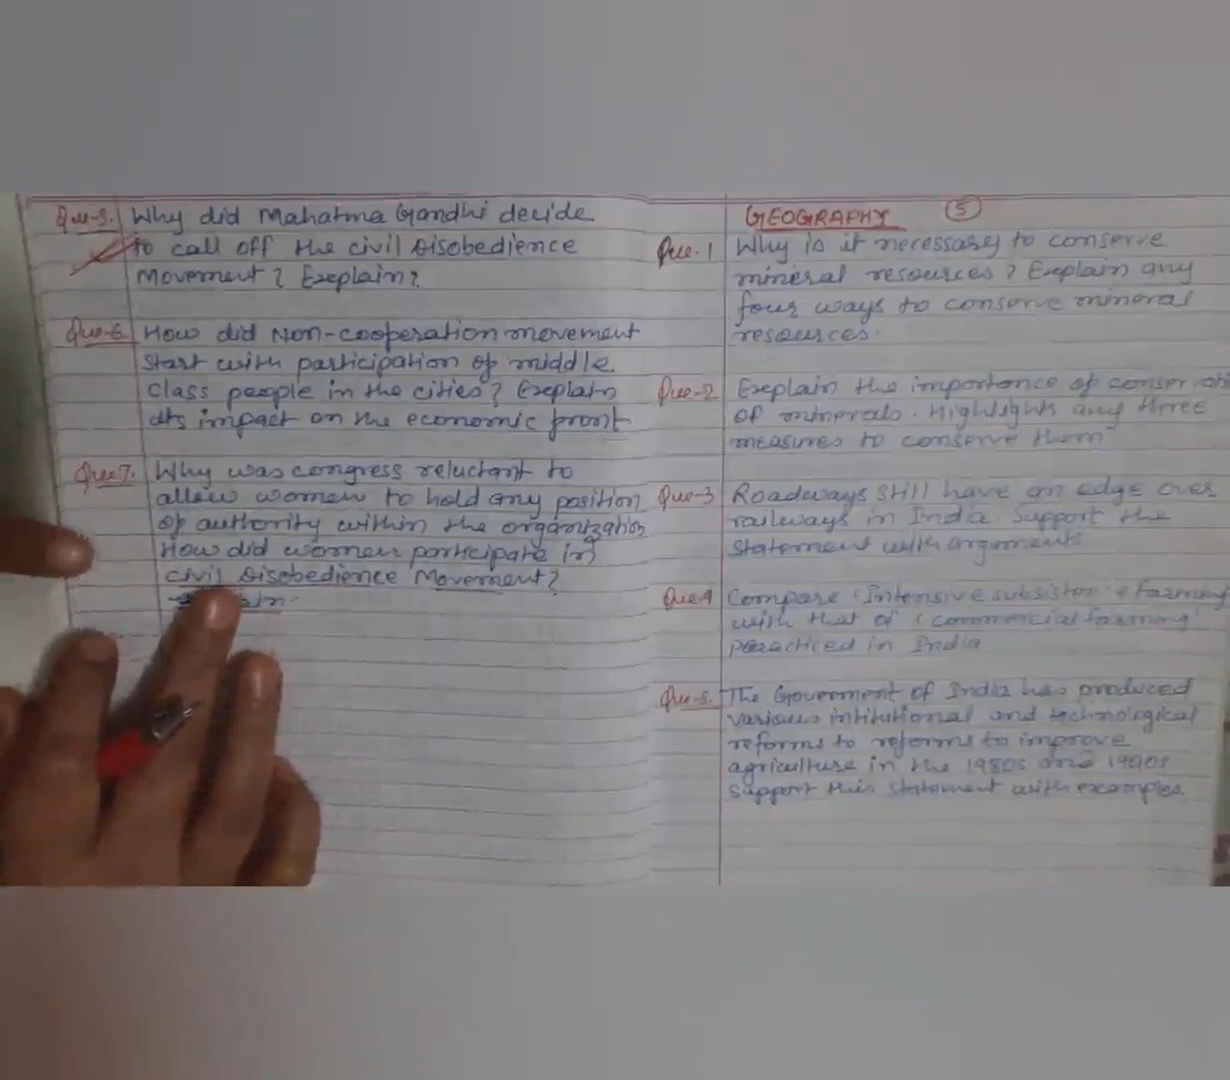 Que-5. Why did Mahatma Gandhi decide
to call off the civil Disobedience
Movement? Explain?
Que-6 How did Non-cooperation movement
start with participation of middle
class people in the cities? Explain
its impact on the economic front
Que7. Why was congress reluctant to
allow women to hold any position
of authority within the organization
How did women participate in
civil Disobedience Movement?
GEOGRAPHY 5
Que.1 Why is it necessary to conserve
mineral resources? Explain any
four ways to conserve mineral
resources.
Que-2 Explain the importance of conservati
of minerals. Highlights any three
measures to conserve them
Que-3 Roadways still have an edge over
railways in India. Support the
statement with arguments
Que4 Compare 'Intensive subsistence farming
with that of 'commercial farming'
practiced in India
Que-5. The Government of India has produced
various intitutional and technological
reforms to reforms to improve
agriculture in the 1980s and 1990s
support this statement with examples.